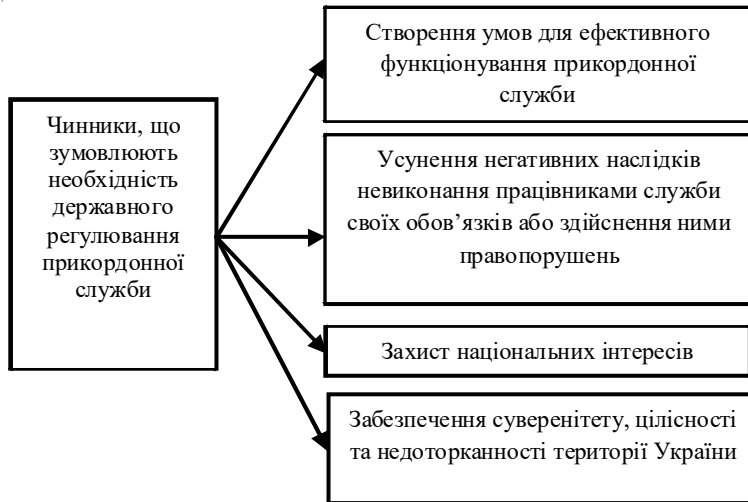 Чинники, що
зумовлюють
необхідність
державного
регулювання
прикордонної
служби
Створення умов для ефективного
функціонування прикордонної
служби
Усунення негативних наслідків
невиконання працівниками служби
своїх обов’язків або здійснення ними
правопорушень
Захист національних інтересів
Забезпечення суверенітету, цілісності
та недоторканності території України